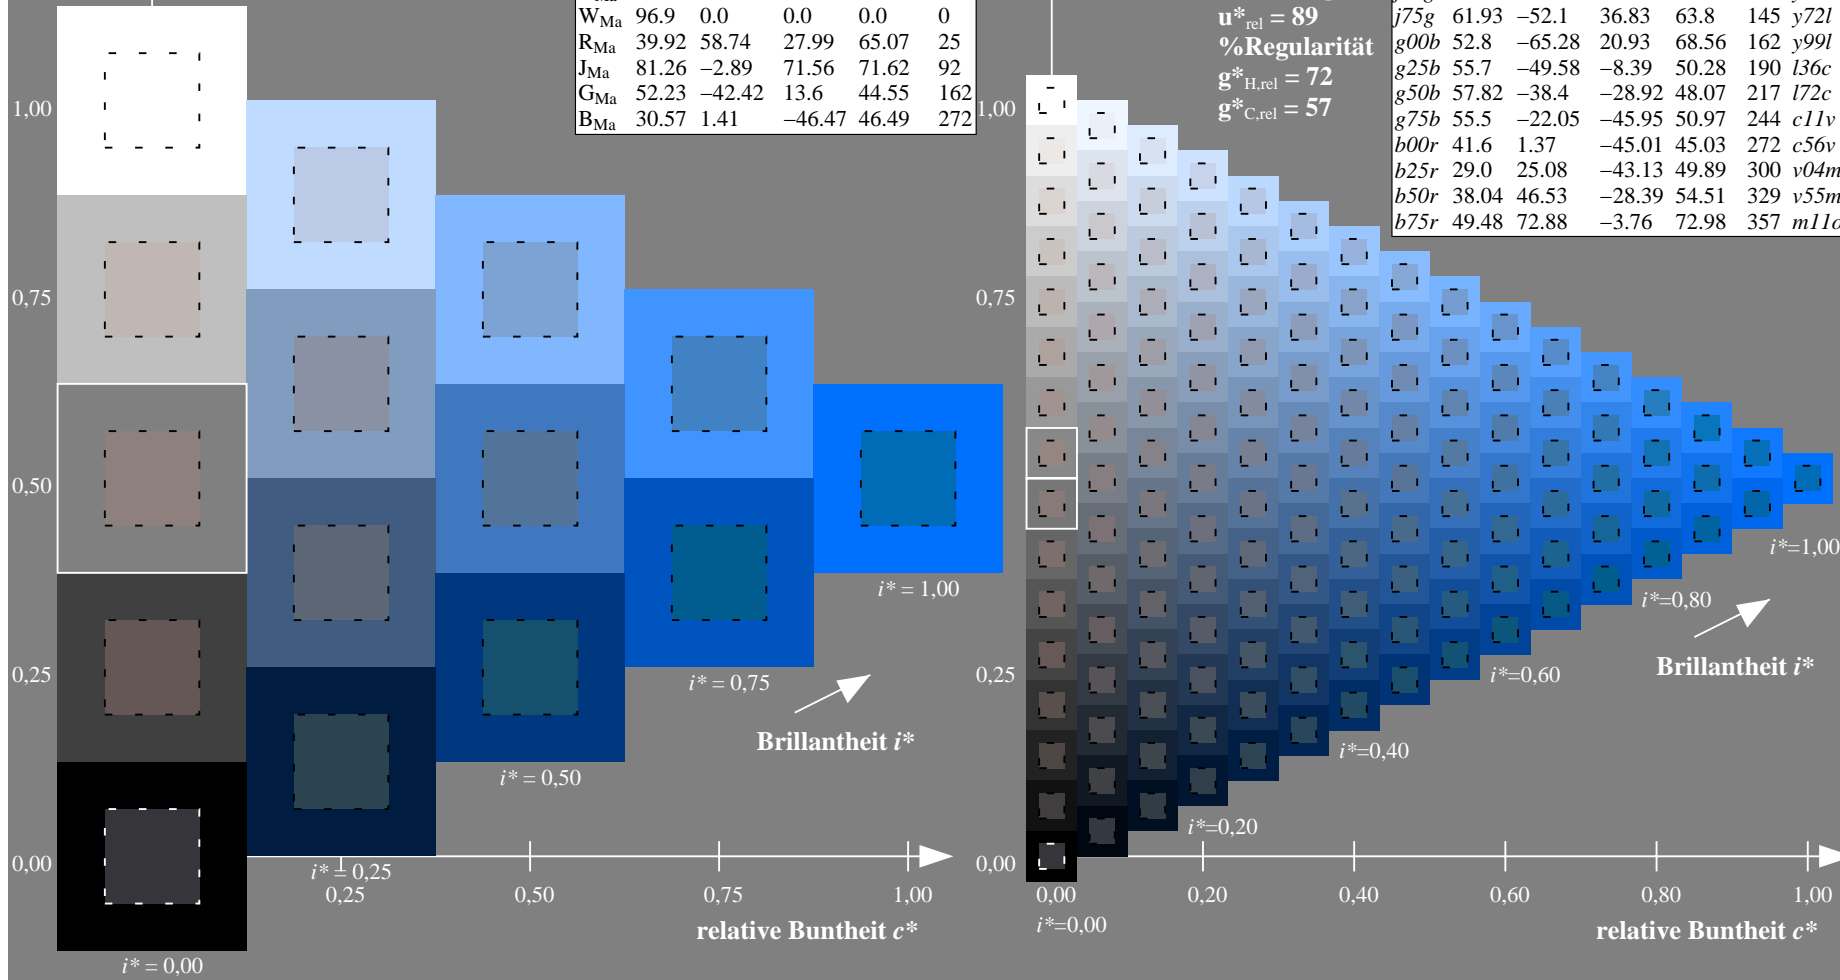 W_Ma 96.9 0.0 0.0 0.0 0
R_Ma 39.92 58.74 27.99 65.07 25
J_Ma 81.26 −2.89 71.56 71.62 92
G_Ma 52.23 −42.42 13.6 44.55 162
B_Ma 30.57 1.41 −46.47 46.49 272
u*_rel = 89
%Regularität
g*_H,rel = 72
g*_C,rel = 57
j75g 61.93 −52.1 36.83 63.8 145 y72l
g00b 52.8 −65.28 20.93 68.56 162 y99l
g25b 55.7 −49.58 −8.39 50.28 190 l36c
g50b 57.82 −38.4 −28.92 48.07 217 l72c
g75b 55.5 −22.05 −45.95 50.97 244 c11v
b00r 41.6 1.37 −45.01 45.03 272 c56v
b25r 29.0 25.08 −43.13 49.89 300 v04m
b50r 38.04 46.53 −28.39 54.51 329 v55m
b75r 49.48 72.88 −3.76 72.98 357 m11o
1,00
0,75
0,50
0,25
0,00
i* = 1,00
i* = 0,75
Brillantheit i*
i* = 0,50
i* = 0,25
0,25 0,50 0,75 1,00
relative Buntheit c*
i* = 0,00
1,00
0,75
0,50
0,25
0,00
i*=1,00
i*=0,80
Brillantheit i*
i*=0,60
i*=0,40
i*=0,20
0,00 0,20 0,40 0,60 0,80 1,00
i*=0,00
relative Buntheit c*